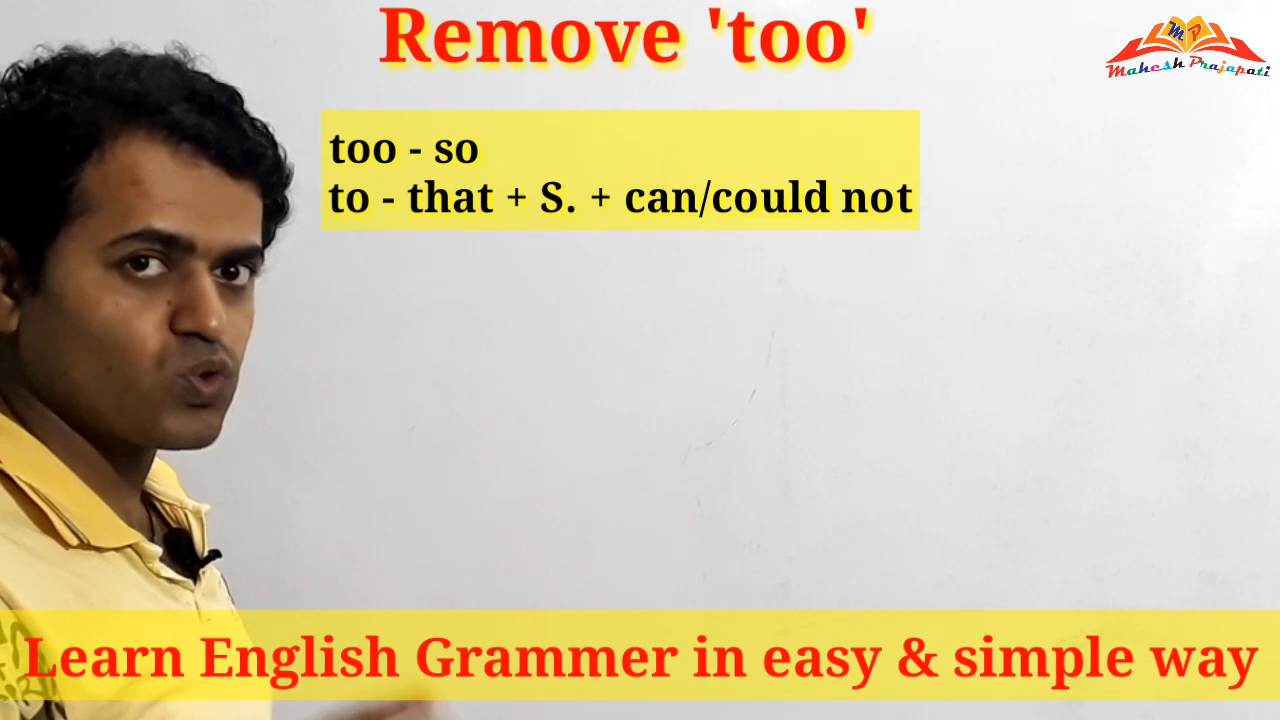 Remove 'too'
MP
Mahesh Prajapati
too - so
to - that + S. + can/could not
Learn English Grammer in easy & simple way